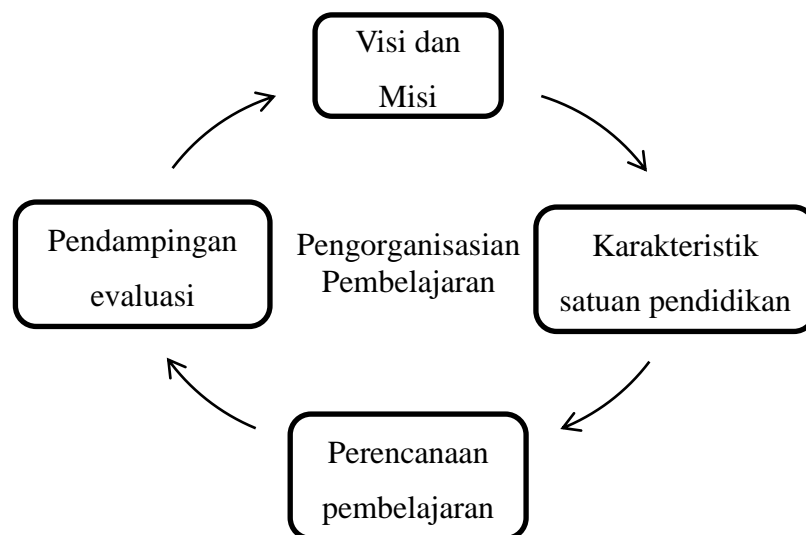 Visi dan
Misi
Pendampingan
evaluasi
Pengorganisasian
Pembelajaran
Karakteristik
satuan pendidikan
Perencanaan
pembelajaran